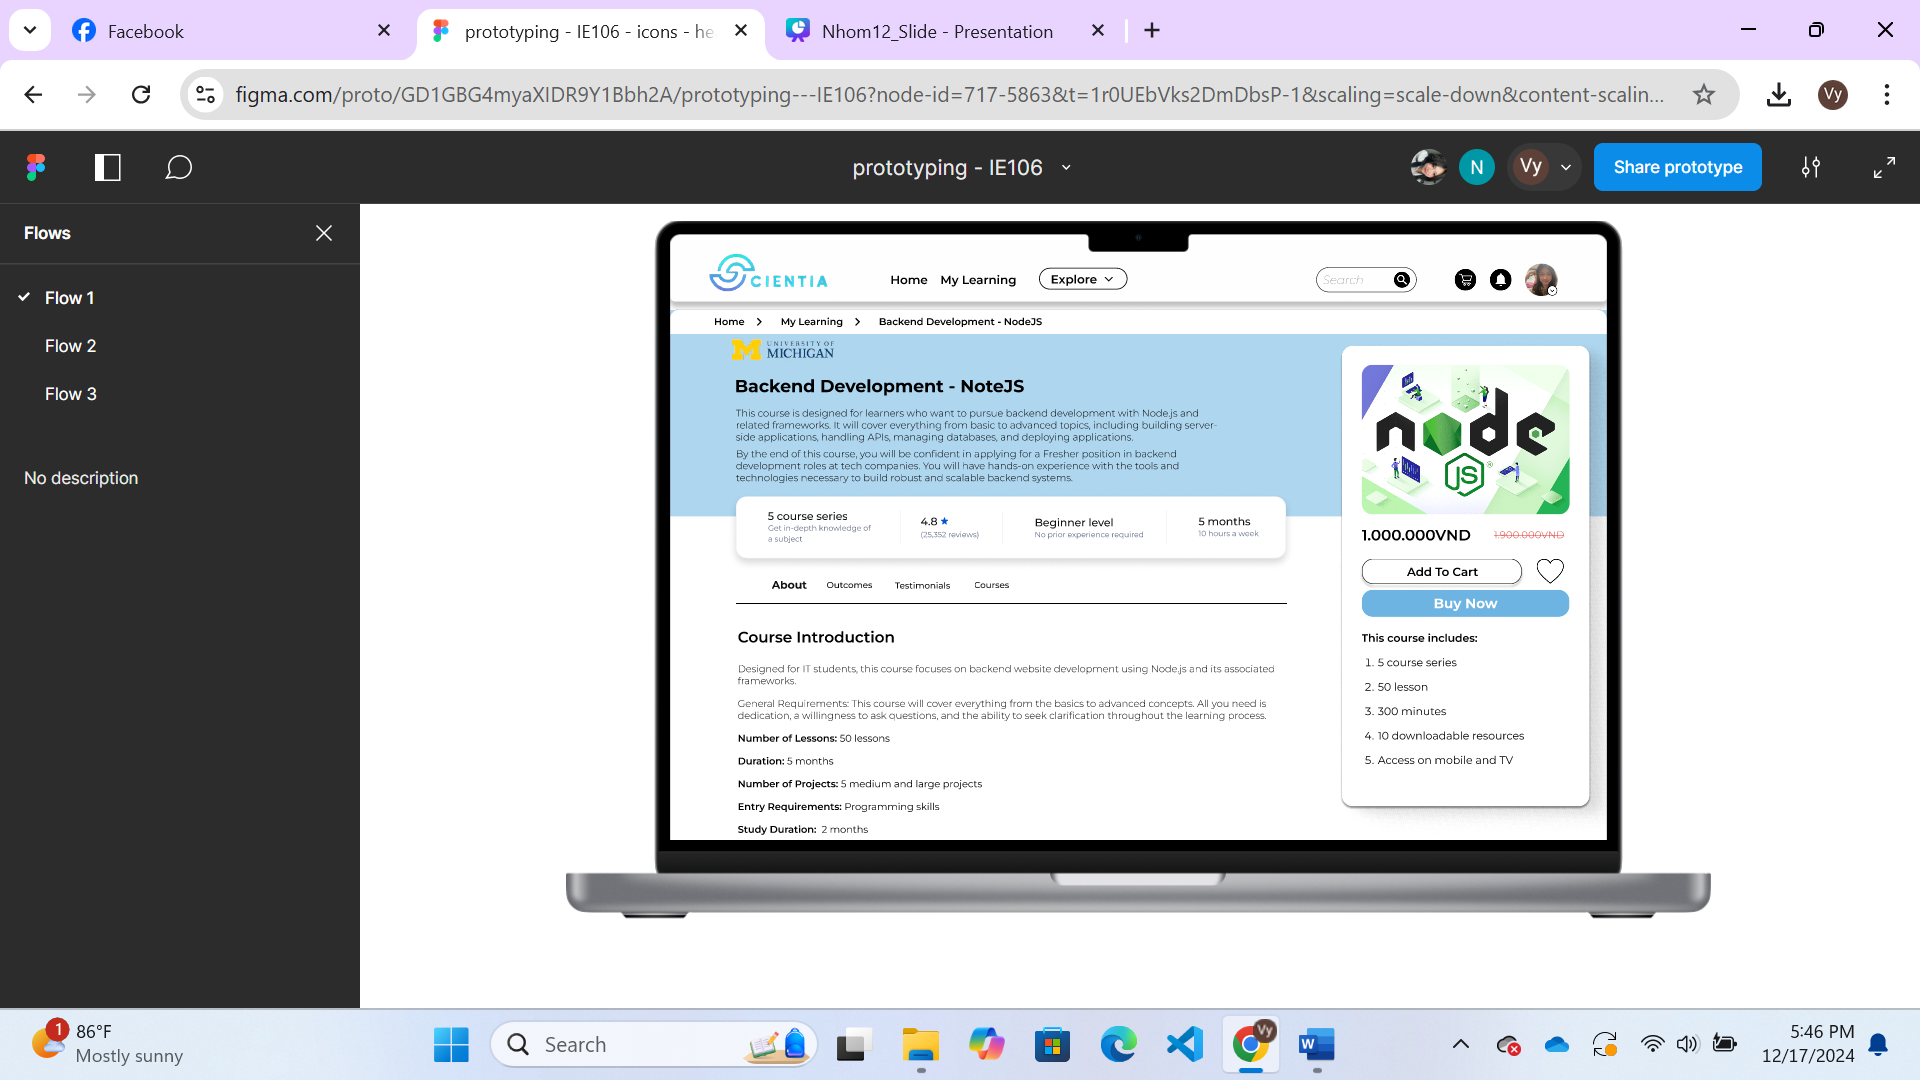 Facebook
prototyping - IE106 - icons - he
Nhom12_Slide - Presentation
figma.com/proto/GD1GBG4myaXIDR9Y1Bbh2A/prototyping---IE106?node-id=717-5863&t=1r0UEbVks2DmDbsP-1&scaling=scale-down&content-scalin...
Vy
prototyping - IE106
N
Vy
Share prototype
Flows
Flow 1
Flow 2
Flow 3
No description
SCIENTIA
Home
My Learning
Explore
Search
Home > My Learning > Backend Development - NodeJS
M UNIVERSITY OF
MICHIGAN
Backend Development - NoteJS
This course is designed for learners who want to pursue backend development with Node.js and
related frameworks. It will cover everything from basic to advanced topics, including building server-
side applications, handling APIs, managing databases, and deploying applications.
By the end of this course, you will be confident in applying for a Fresher position in backend
development roles at tech companies. You will have hands-on experience with the tools and
technologies necessary to build robust and scalable backend systems.
5 course series
Get in-depth knowledge of
a subject
4.8
(25,352 reviews)
Beginner level
No prior experience required
5 months
10 hours a week
About
Outcomes
Testimonials
Courses
Course Introduction
Designed for IT students, this course focuses on backend website development using Node.js and its associated
frameworks.
General Requirements: This course will cover everything from the basics to advanced concepts. All you need is
dedication, a willingness to ask questions, and the ability to seek clarification throughout the learning process.
Number of Lessons: 50 lessons
Duration: 5 months
Number of Projects: 5 medium and large projects
Entry Requirements: Programming skills
Study Duration: 2 months
node
JS
®
1.000.000VND
1.900.000VND
Add To Cart
Buy Now
This course includes:
1. 5 course series
2. 50 lesson
3. 300 minutes
4. 10 downloadable resources
5. Access on mobile and TV
1
86°F
Mostly sunny
Search
Vy
W
5:46 PM
12/17/2024